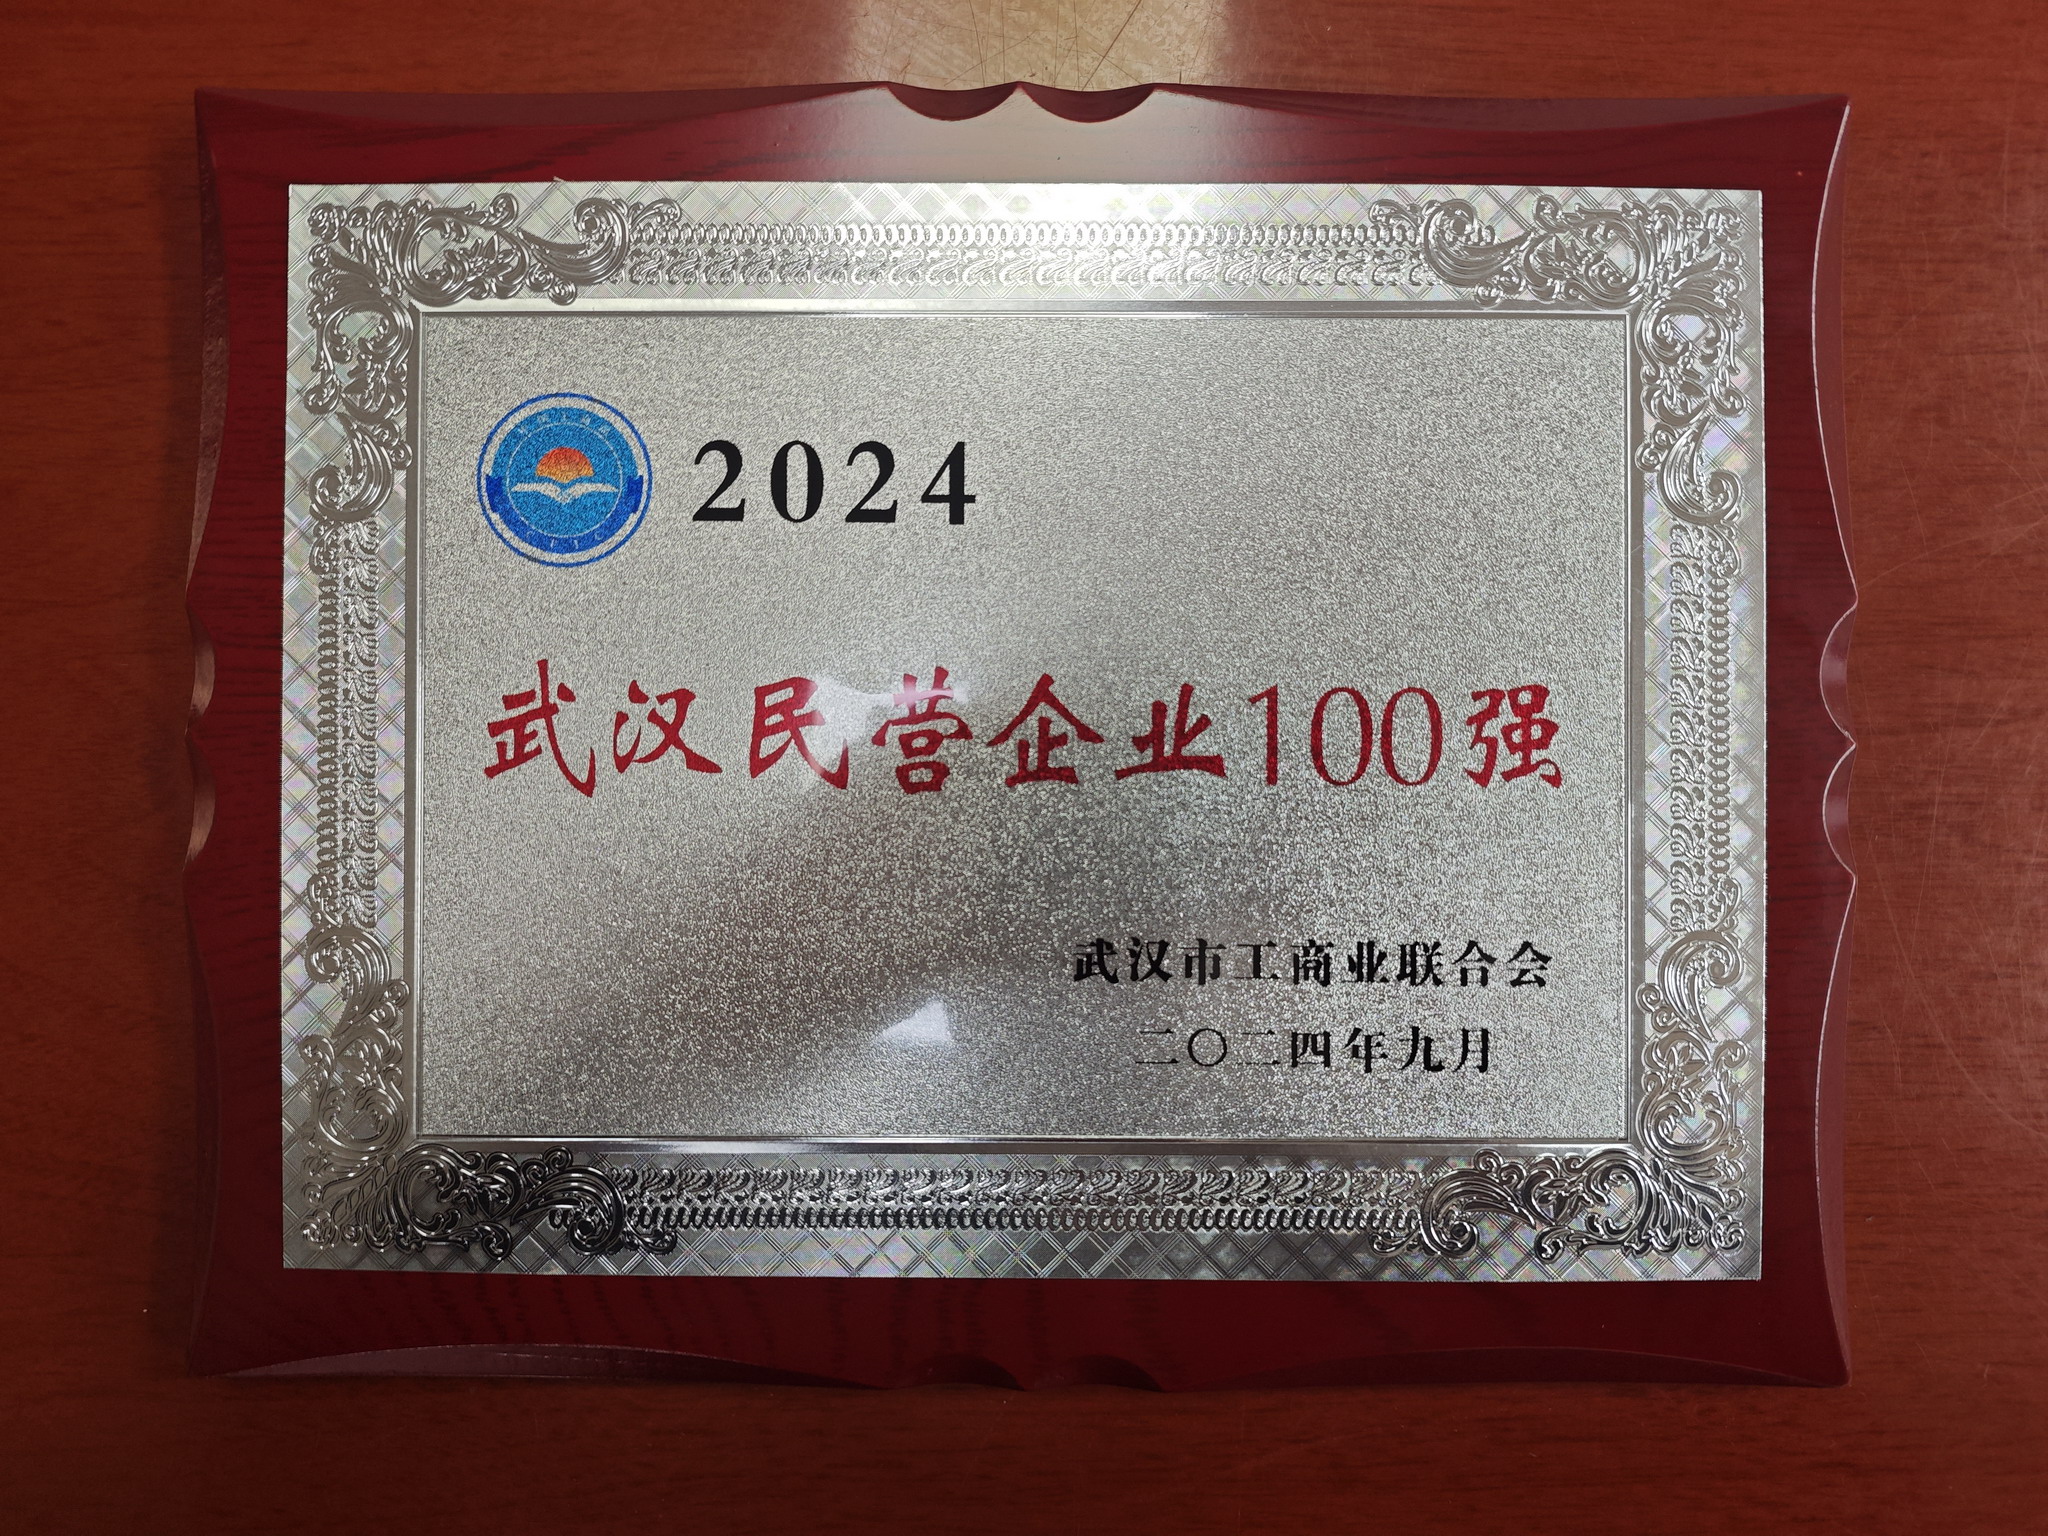 2024
武汉民营企业100强
武汉市工商业联合会
二〇二四年九月